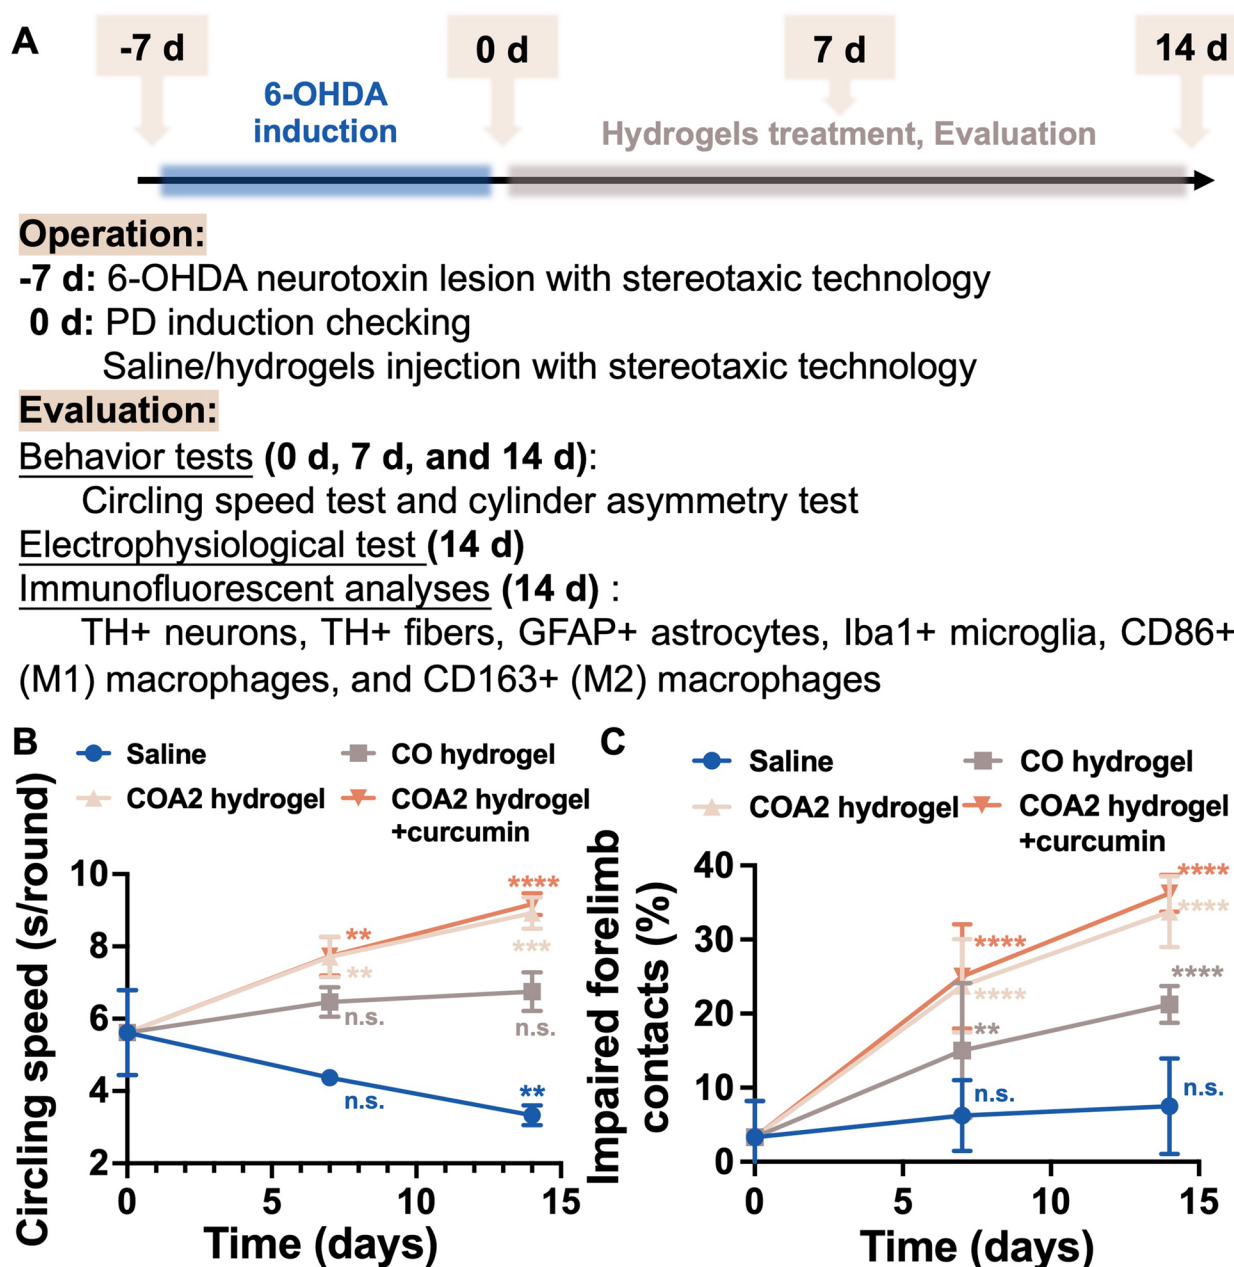 A
-7 d
0 d
7 d
14 d
6-OHDA
induction
Hydrogels treatment, Evaluation
Operation:
-7 d: 6-OHDA neurotoxin lesion with stereotaxic technology
0 d: PD induction checking
Saline/hydrogels injection with stereotaxic technology
Evaluation:
Behavior tests (0 d, 7 d, and 14 d):
Circling speed test and cylinder asymmetry test
Electrophysiological test (14 d)
Immunofluorescent analyses (14 d) :
TH+ neurons, TH+ fibers, GFAP+ astrocytes, Iba1+ microglia, CD86+
(M1) macrophages, and CD163+ (M2) macrophages
B
Saline
CO hydrogel
COA2 hydrogel
COA2 hydrogel
+curcumin
Circling speed (s/round)
10
8
6
4
2
**
**
n.s.
n.s.
****
***
n.s.
**
0
5
10
15
Time (days)
C
Saline
CO hydrogel
COA2 hydrogel
COA2 hydrogel
+curcumin
Impaired forelimb
contacts (%)
40
30
20
10
0
****
****
**
n.s.
****
****
****
n.s.
0
5
10
15
Time (days)